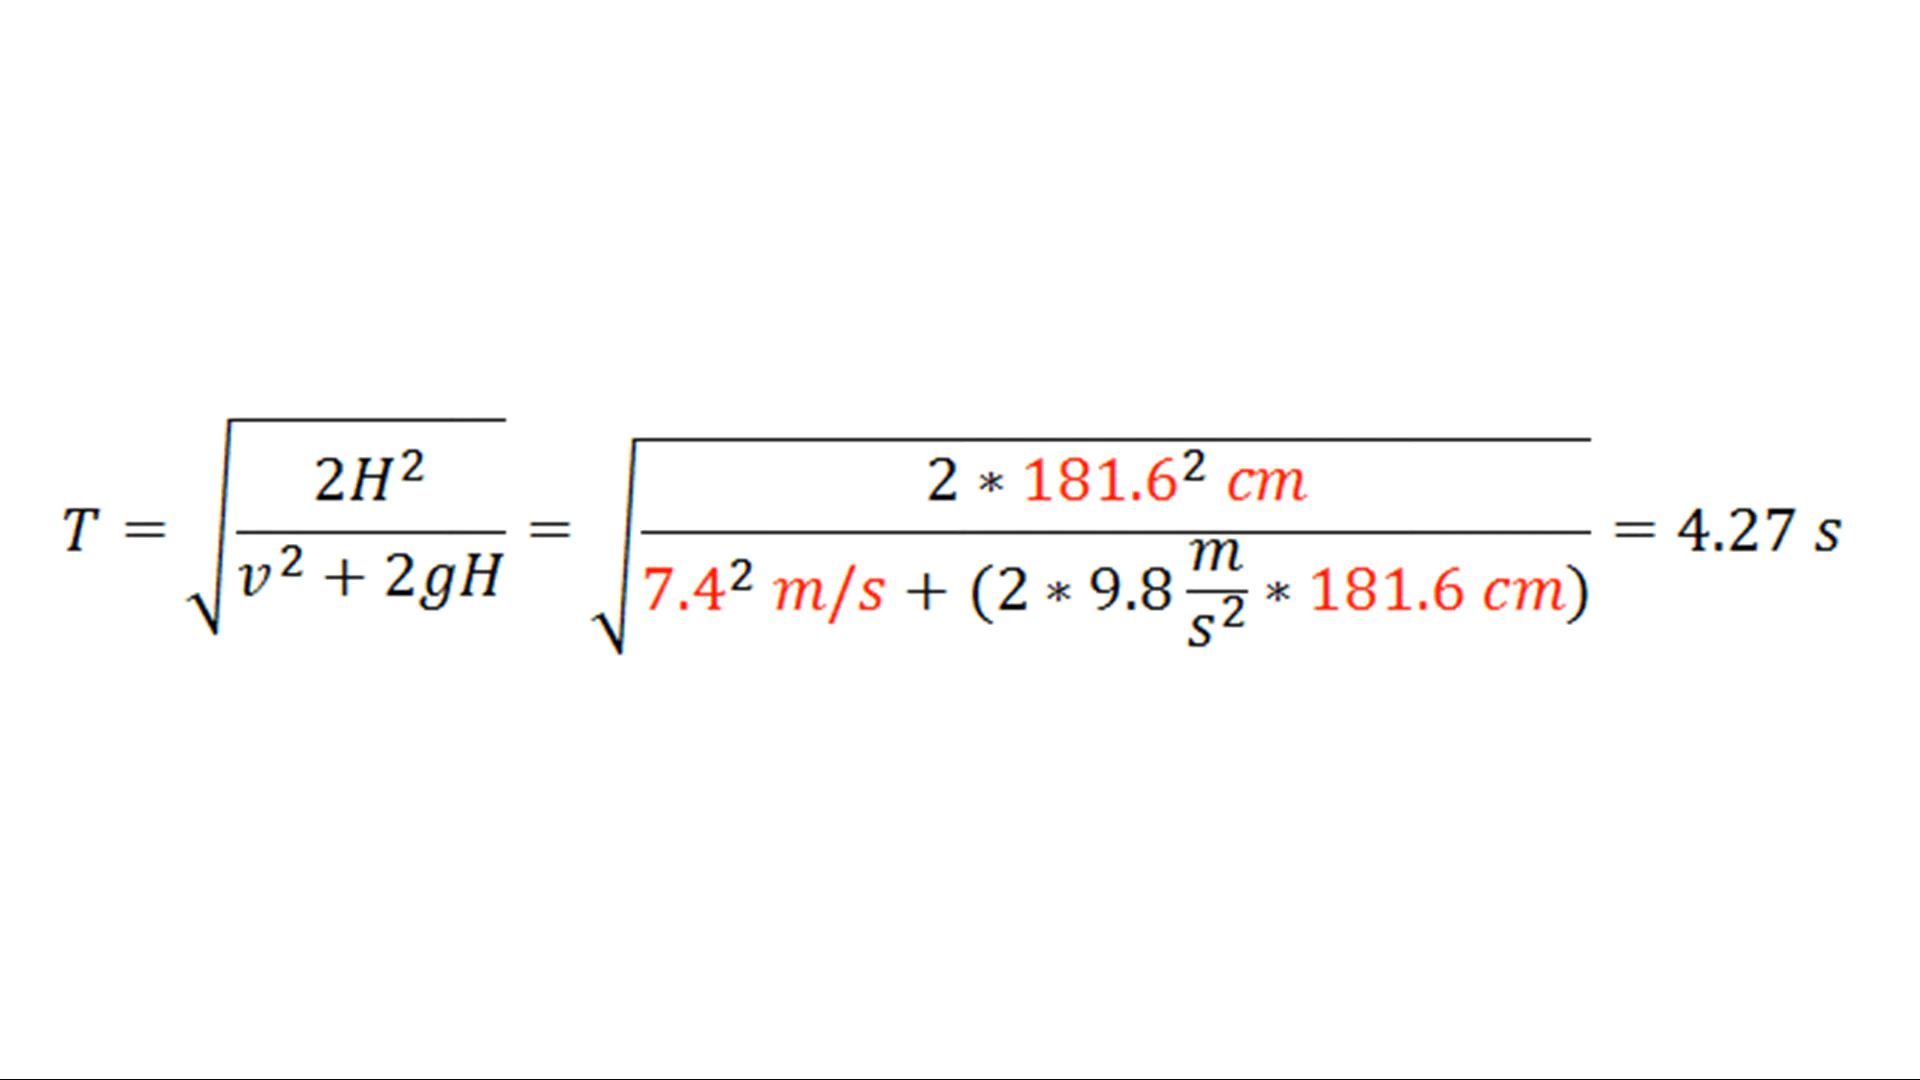 T = √(2H²/(v² + 2gH)) = √(2 * 181.6² cm/(7.4² m/s + (2 * 9.8 m/s² * 181.6 cm))) = 4.27 s